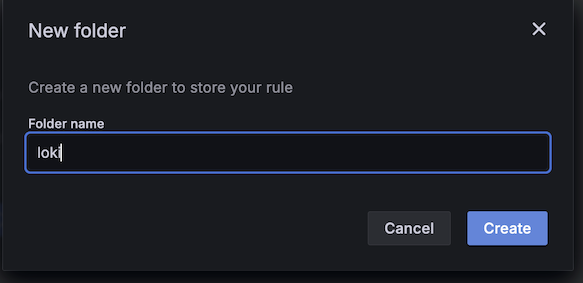 New folder
Create a new folder to store your rule
Folder name
loki
Cancel Create